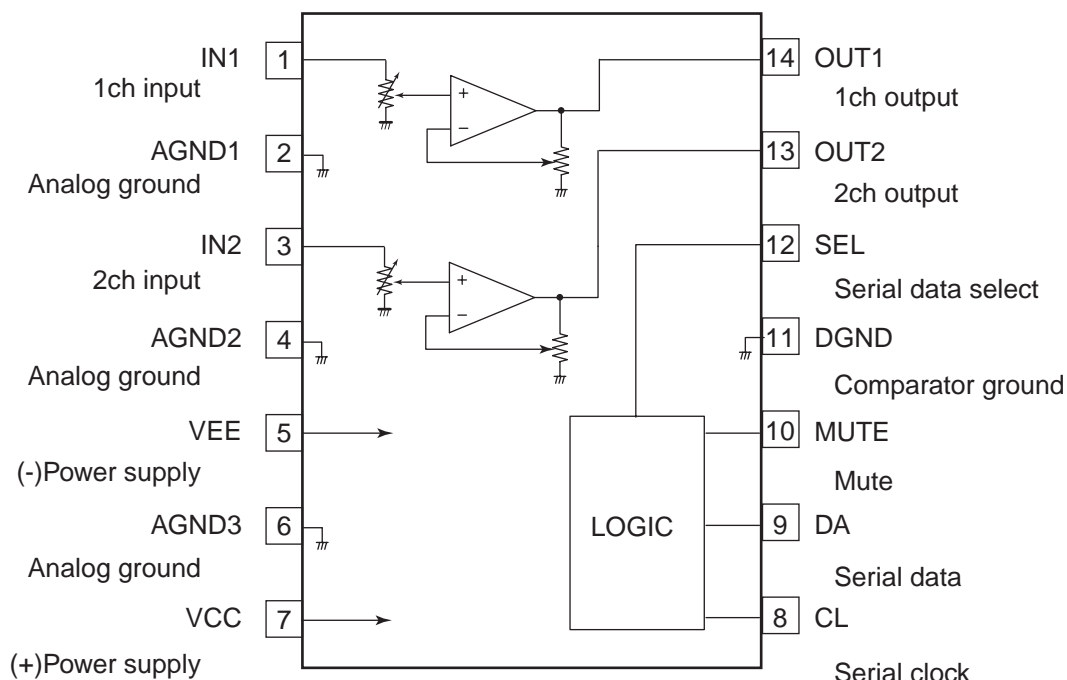 IN1 1
1ch input
AGND1 2
Analog ground
IN2 3
2ch input
AGND2 4
Analog ground
VEE 5
(-)Power supply
AGND3 6
Analog ground
VCC 7
(+)Power supply
+
−
+
−
LOGIC
14 OUT1
1ch output
13 OUT2
2ch output
12 SEL
Serial data select
11 DGND
Comparator ground
10 MUTE
Mute
9 DA
Serial data
8 CL
Serial clock